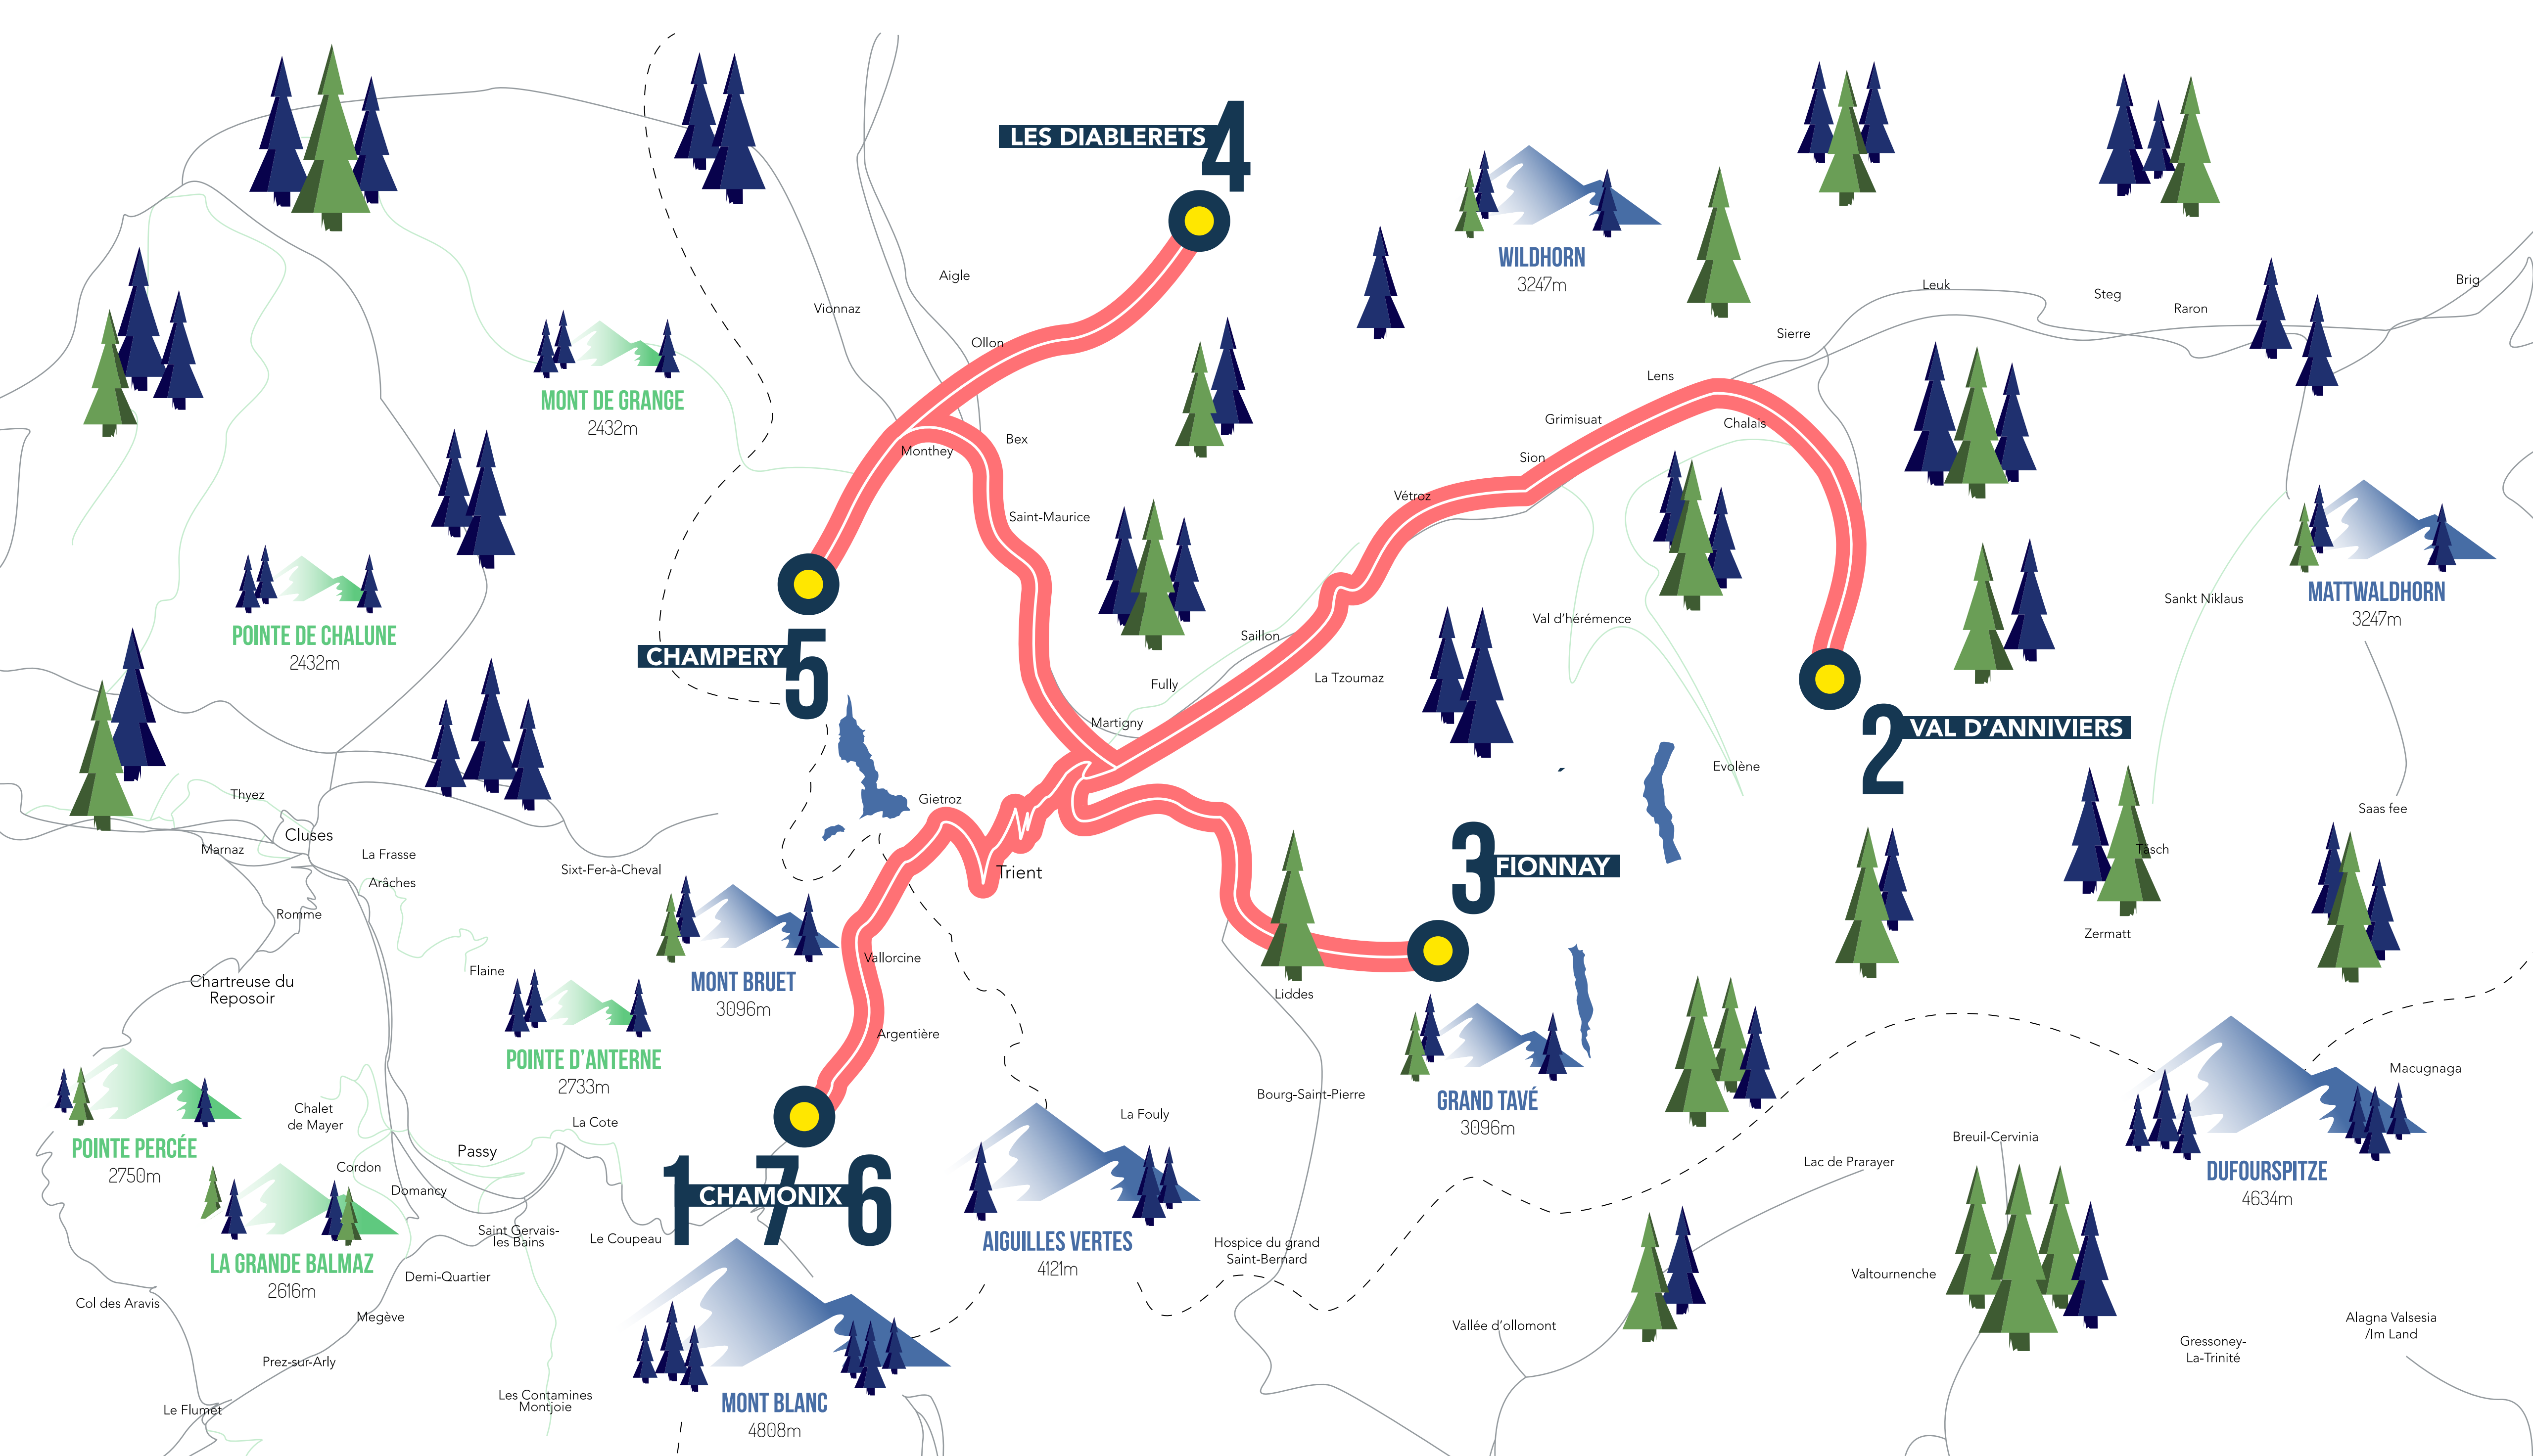 LES DIABLERETS
4
WILDHORN
3247m
Aigle
Vionnaz
Ollon
Leuk
Steg
Raron
Brig
Sierre
Lens
Grimisuat
Chalais
MONT DE GRANGE
2432m
Monthey
Bex
Sion
Vétroz
Saint-Maurice
POINTE DE CHALUNE
2432m
CHAMPERY
5
Saillon
Val d’hérémence
Fully
La Tzoumaz
Martigny
Sankt Niklaus
MATTWALDHORN
3247m
2
VAL D’ANNIVIERS
Evolène
Thyez
Cluses
Marnaz
La Frasse
Arâches
Romme
Sixt-Fer-à-Cheval
Gietroz
Trient
3
FIONNAY
Saas fee
Täsch
Zermatt
Chartreuse du
Reposoir
Flaine
MONT BRUET
3096m
Vallorcine
Argentière
Liddes
POINTE D’ANTERNE
2733m
GRAND TAVÉ
3096m
POINTE PERCÉE
2750m
Chalet
de Mayer
La Cote
Passy
Cordon
Domancy
LA GRANDE BALMAZ
2616m
Saint Gervais-
les Bains
Le Coupeau
1
7
6
CHAMONIX
La Fouly
Bourg-Saint-Pierre
AIGUILLES VERTES
4121m
Hospice du grand
Saint-Bernard
Lac de Prarayer
Breuil-Cervinia
Macugnaga
DUFOURSPITZE
4634m
Demi-Quartier
Col des Aravis
Megève
Prez-sur-Arly
Le Flumet
Les Contamines
Montjoie
MONT BLANC
4808m
Vallée d’ollomont
Valtournenche
Gressoney-
La-Trinité
Alagna Valsesia
/Im Land